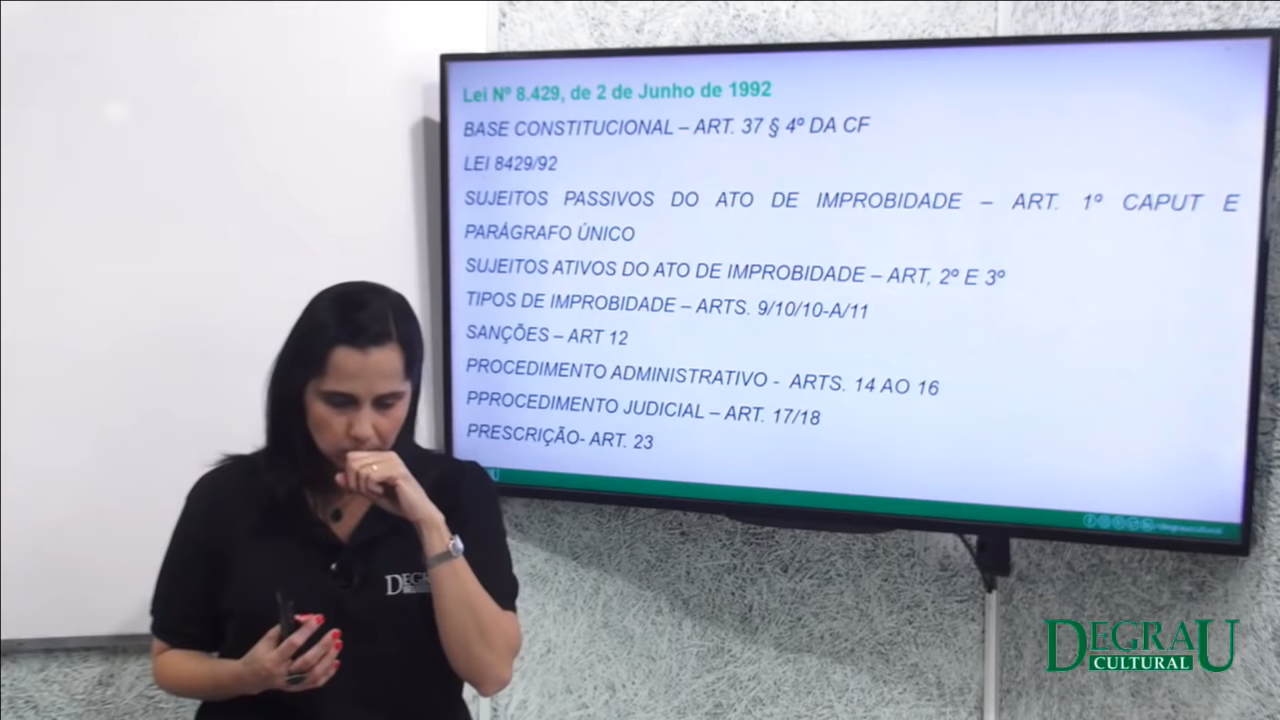 Lei Nº 8.429, de 2 de Junho de 1992
BASE CONSTITUCIONAL – ART. 37 § 4º DA CF
LEI 8429/92
SUJEITOS PASSIVOS DO ATO DE IMPROBIDADE – ART. 1º CAPUT E
PARÁGRAFO ÚNICO
SUJEITOS ATIVOS DO ATO DE IMPROBIDADE – ART, 2º E 3º
TIPOS DE IMPROBIDADE – ARTS. 9/10/10-A/11
SANÇÕES – ART 12
PROCEDIMENTO ADMINISTRATIVO - ARTS. 14 AO 16
PPROCEDIMENTO JUDICIAL – ART. 17/18
PRESCRIÇÃO- ART. 23
DEGRAU
CULTURAL